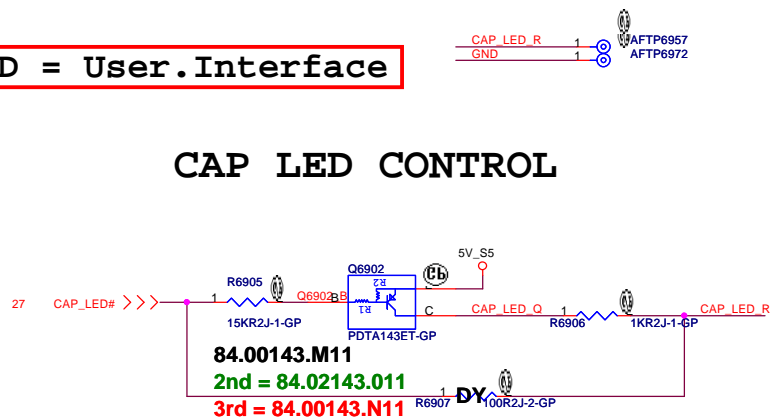 CAP_LED_R 1 AFTP6957
GND 1 AFTP6972
D = User.Interface
CAP LED CONTROL
5V_S5
Q6902
R2
R6905
27 CAP_LED# 1 Q6902_B B R1 C CAP_LED_Q 1 CAP_LED_R
15KR2J-1-GP
R6906 1KR2J-1-GP
PDTA143ET-GP
84.00143.M11
2nd = 84.02143.011
3rd = 84.00143.N11
R6907 1 DY 100R2J-2-GP